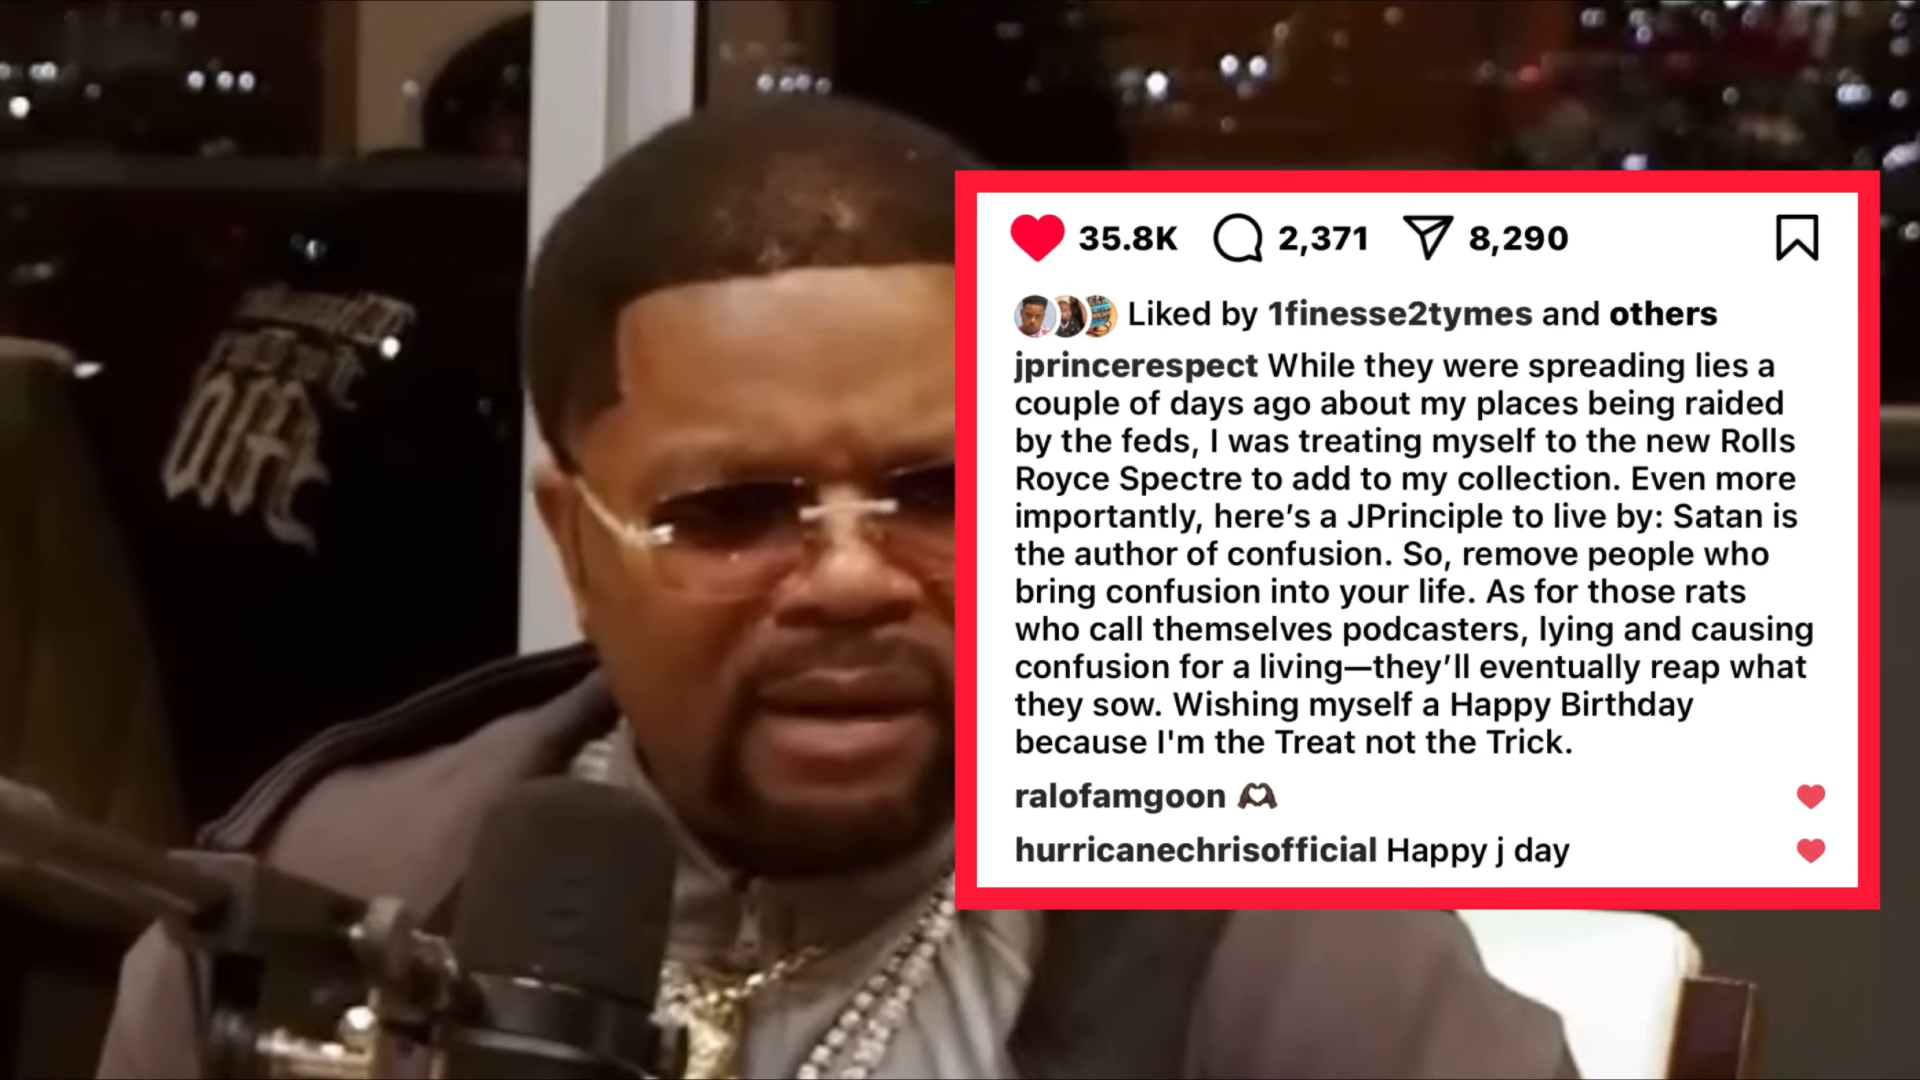 35.8K 2,371 8,290
Liked by 1finesse2tymes and others
jprincerespect While they were spreading lies a
couple of days ago about my places being raided
by the feds, I was treating myself to the new Rolls
Royce Spectre to add to my collection. Even more
importantly, here's a JPrinciple to live by: Satan is
the author of confusion. So, remove people who
bring confusion into your life. As for those rats
who call themselves podcasters, lying and causing
confusion for a living—they'll eventually reap what
they sow. Wishing myself a Happy Birthday
because I'm the Treat not the Trick.
ralofamgoon 🫶🏿
hurricanechrisofficial Happy j day